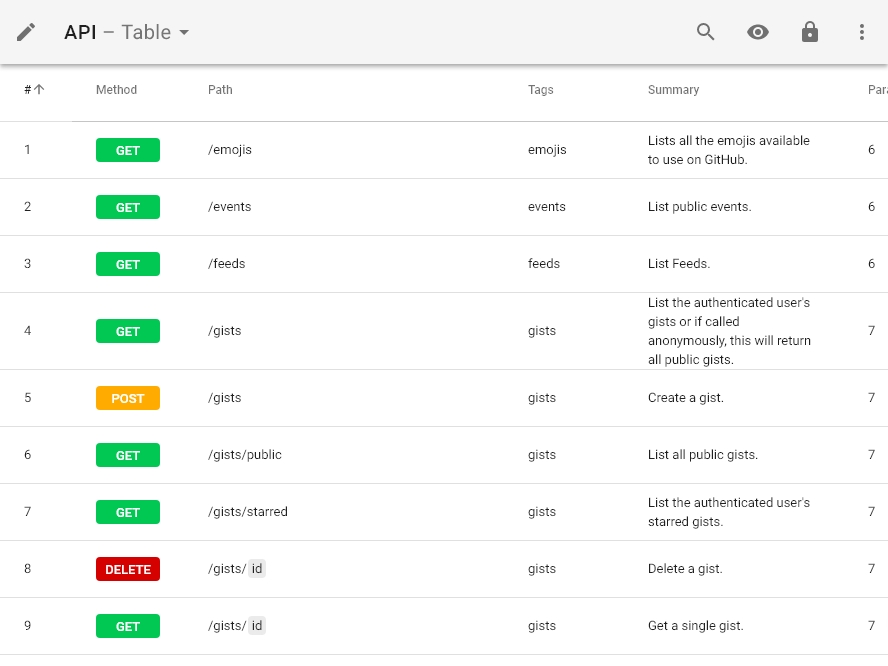 API – Table
# Method Path Tags Summary Para
1 GET /emojis emojis Lists all the emojis available
to use on GitHub. 6
2 GET /events events List public events. 6
3 GET /feeds feeds List Feeds. 6
4 GET /gists gists List the authenticated user's
gists or if called
anonymously, this will return
all public gists. 7
5 POST /gists gists Create a gist. 7
6 GET /gists/public gists List all public gists. 7
7 GET /gists/starred gists List the authenticated user's
starred gists. 7
8 DELETE /gists/ id gists Delete a gist. 7
9 GET /gists/ id gists Get a single gist. 7